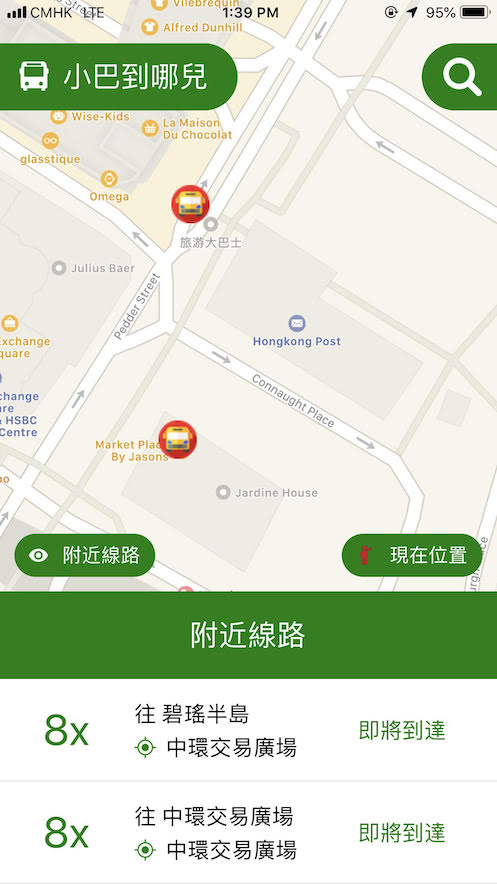 CMHK LTE
1:39 PM
95%
Vilebrequin
Alfred Dunhill
小巴到哪兒
Wise-Kids
La Maison
Du Chocolat
glasstique
Omega
旅游大巴士
Julius Baer
Pedder Street
Exchange
quare
Hongkong Post
change
are
& HSBC
Centre
Connaught Place
Market Pla
By Jasons
Jardine House
附近線路
現在位置
附近線路
8x
往 碧瑤半島
中環交易廣場
即將到達
8x
往 中環交易廣場
中環交易廣場
即將到達